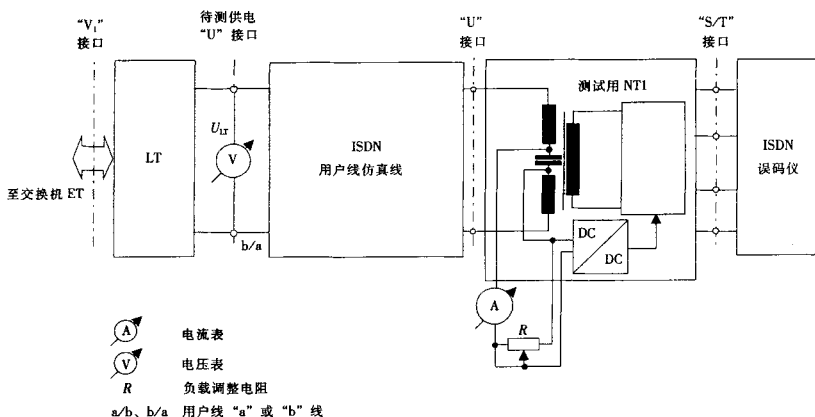 “V₁”
接口
待测供电
“U” 接口
“U”
接口
“S/T”
接口
测试用 NT1
U_LT
V
LT
ISDN
用户线仿真线
ISDN
误码仪
至交换机 ET
b/a
DC
DC
A
R
A 电流表
V 电压表
R 负载调整电阻
a/b、b/a 用户线“a”或“b”线